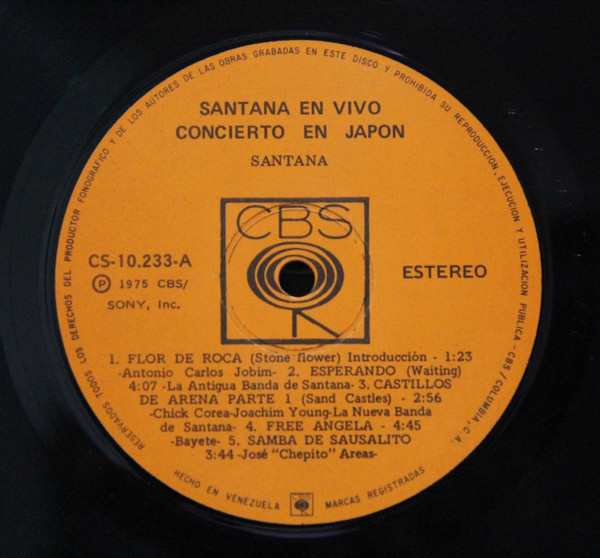 RESERVADOS TODOS LOS DERECHOS DEL PRODUCTOR FONOGRAFICO Y DE LOS AUTORES DE LAS OBRAS GRABADAS EN ESTE DISCO Y PROHIBIDA SU REPRODUCCION, EJECUCION Y UTILIZACION PUBLICA - CBS / COLUMBIA, C.A.
SANTANA EN VIVO
CONCIERTO EN JAPON
SANTANA
CBS
CS-10.233-A
Ⓟ 1975 CBS/
SONY, Inc.
ESTEREO
1. FLOR DE ROCA (Stone flower) Introducción - 1:23
-Antonio Carlos Jobim- 2. ESPERANDO (Waiting)
4:07 -La Antigua Banda de Santana- 3. CASTILLOS
DE ARENA PARTE 1 (Sand Castles) - 2:56
-Chick Corea-Joachim Young-La Nueva Banda
de Santana- 4. FREE ANGELA - 4:45
-Bayete- 5. SAMBA DE SAUSALITO
3:44 -José "Chepito" Areas-
HECHO EN VENEZUELA MARCAS REGISTRADAS